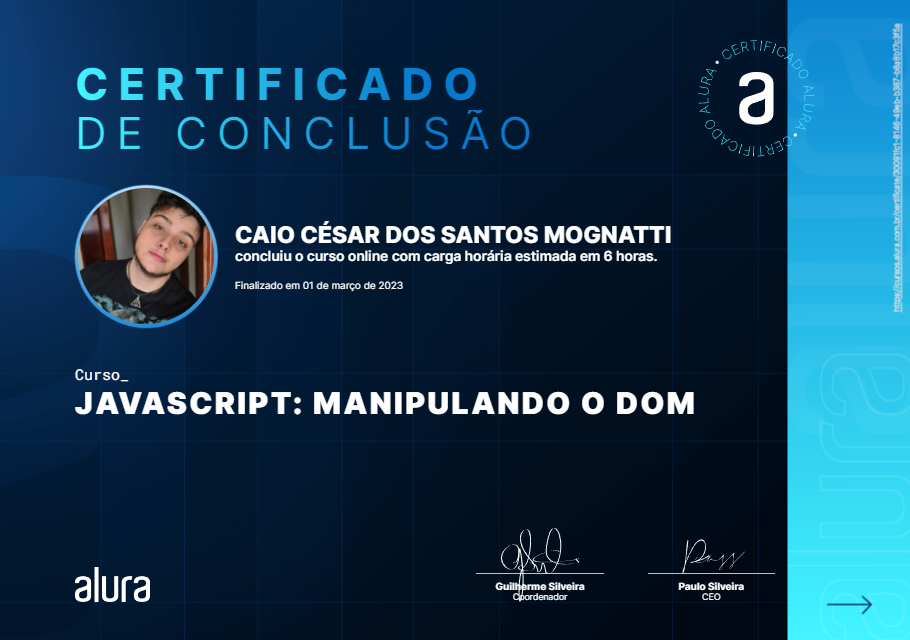 CERTIFICADO
DE CONCLUSÃO
CERTIFICADO ALURA • CERTIFICADO ALURA •
a
CAIO CÉSAR DOS SANTOS MOGNATTI
concluiu o curso online com carga horária estimada em 6 horas.
Finalizado em 01 de março de 2023
Curso_
JAVASCRIPT: MANIPULANDO O DOM
alura
Guilherme Silveira
Coordenador
Paulo Silveira
CEO
alura